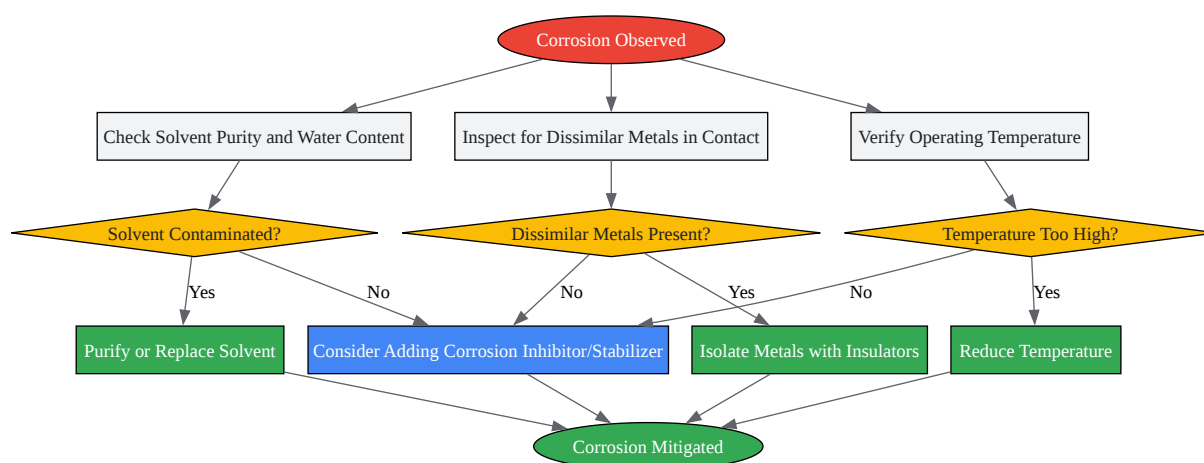 Corrosion Observed
Check Solvent Purity and Water Content
Inspect for Dissimilar Metals in Contact
Verify Operating Temperature
Solvent Contaminated?
Dissimilar Metals Present?
Temperature Too High?
Yes
No
No
Yes
No
Yes
Purify or Replace Solvent
Consider Adding Corrosion Inhibitor/Stabilizer
Isolate Metals with Insulators
Reduce Temperature
Corrosion Mitigated